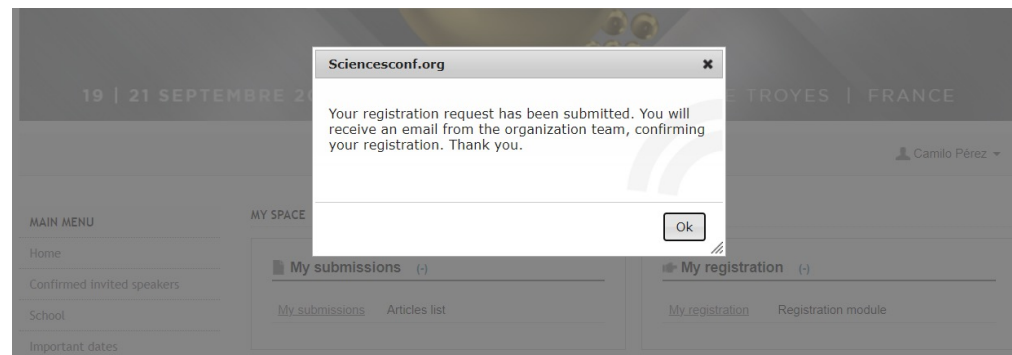 19 | 21 SEPTEMBRE 20
E TROYES | FRANCE
Sciencesconf.org
Your registration request has been submitted. You will
receive an email from the organization team, confirming
your registration. Thank you.
Ok
Camilo Pérez
MAIN MENU
Home
Confirmed invited speakers
School
Important dates
MY SPACE
My submissions (-)
My submissions Articles list
My registration (-)
My registration Registration module